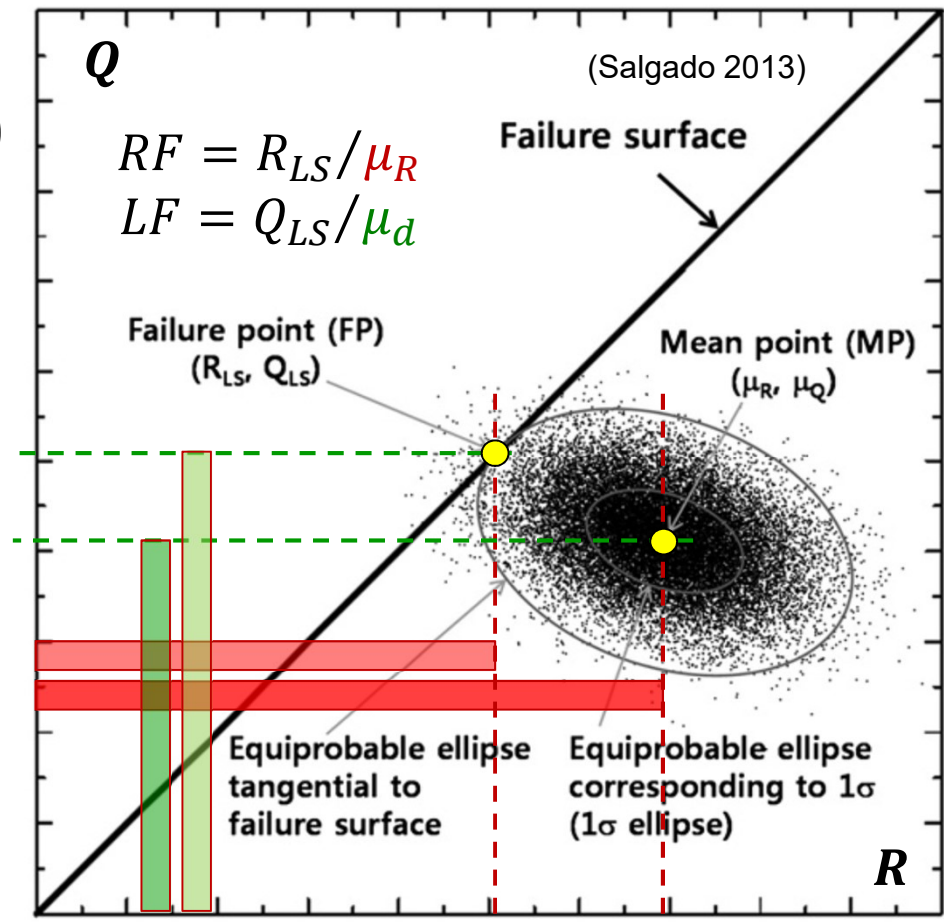 Q
(Salgado 2013)
RF = R_LS/μ_R
LF = Q_LS/μ_d
Failure surface
Failure point (FP)
(R_LS, Q_LS)
Mean point (MP)
(μ_R, μ_Q)
Equiprobable ellipse
tangential to
failure surface
Equiprobable ellipse
corresponding to 1σ
(1σ ellipse)
R